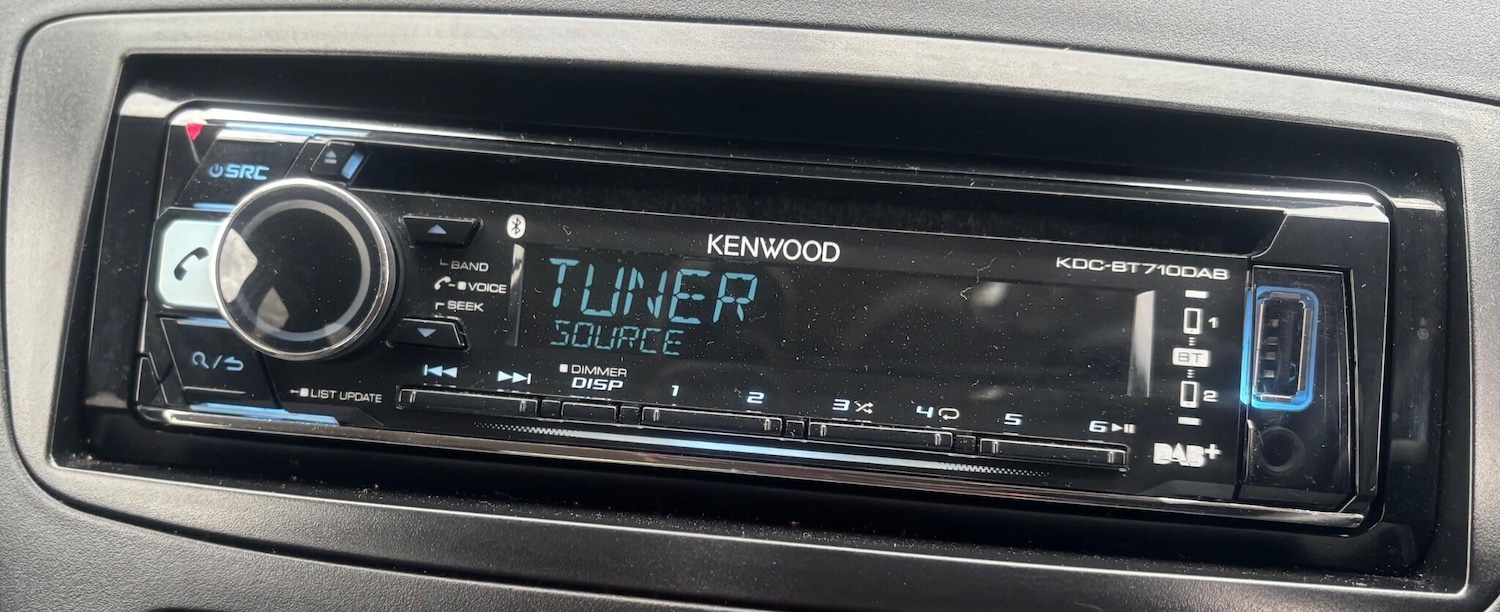 SRC
KENWOOD
KDC-BT710DAB
BAND
VOICE
SEEK
TUNER
SOURCE
LIST UPDATE
DIMMER
DISP
1
2
3
4
5
6
1
BT
2
DAB+